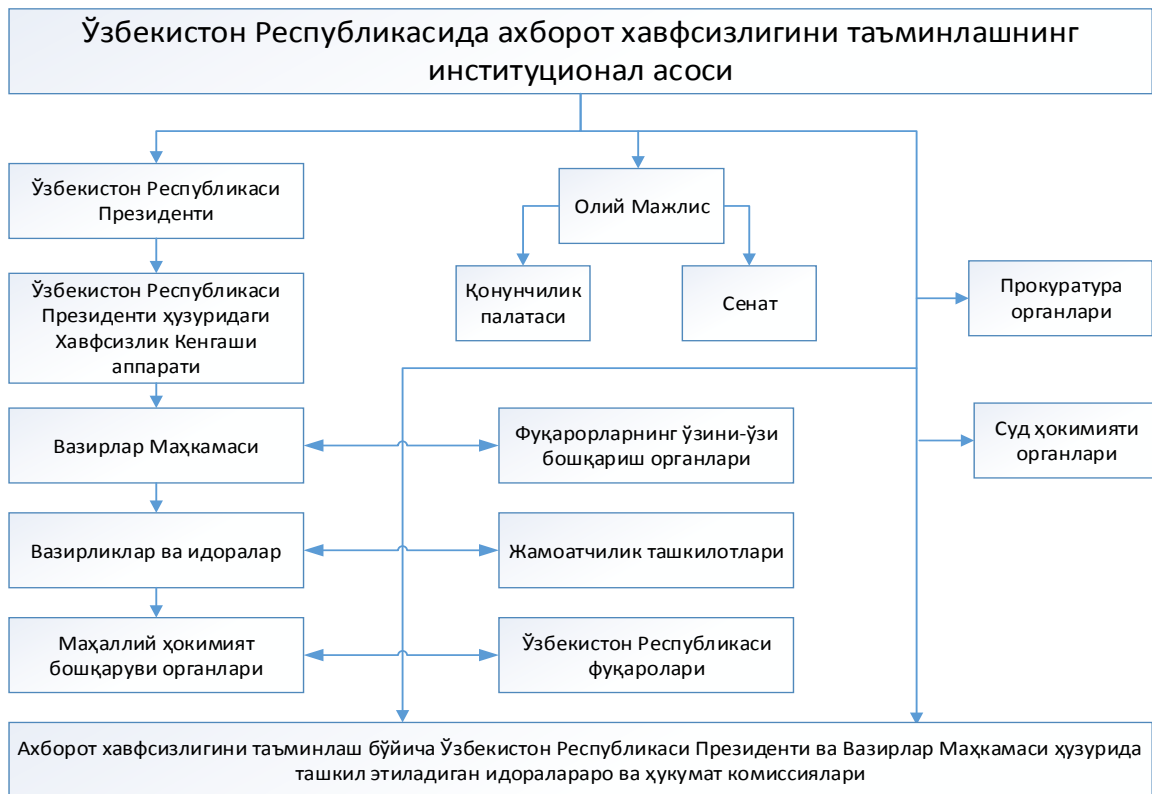 Ўзбекистон Республикасида ахборот хавфсизлигини таъминлашнинг
институционал асоси
Ўзбекистон Республикаси
Президенти
Олий Мажлис
Ўзбекистон Республикаси
Президенти ҳузуридаги
Хавфсизлик Кенгаши
аппарати
Қонунчилик
палатаси
Сенат
Прокуратура
органлари
Вазирлар Маҳкамаси
Фуқарорларнинг ўзини-ўзи
бошқариш органлари
Суд ҳокимияти
органлари
Вазирликлар ва идоралар
Жамоатчилик ташкилотлари
Маҳаллий ҳокимият
бошқаруви органлари
Ўзбекистон Республикаси
фуқаролари
Ахборот хавфсизлигини таъминлаш бўйича Ўзбекистон Республикаси Президенти ва Вазирлар Маҳкамаси ҳузурида
ташкил этиладиган идоралараро ва ҳукумат комиссиялари